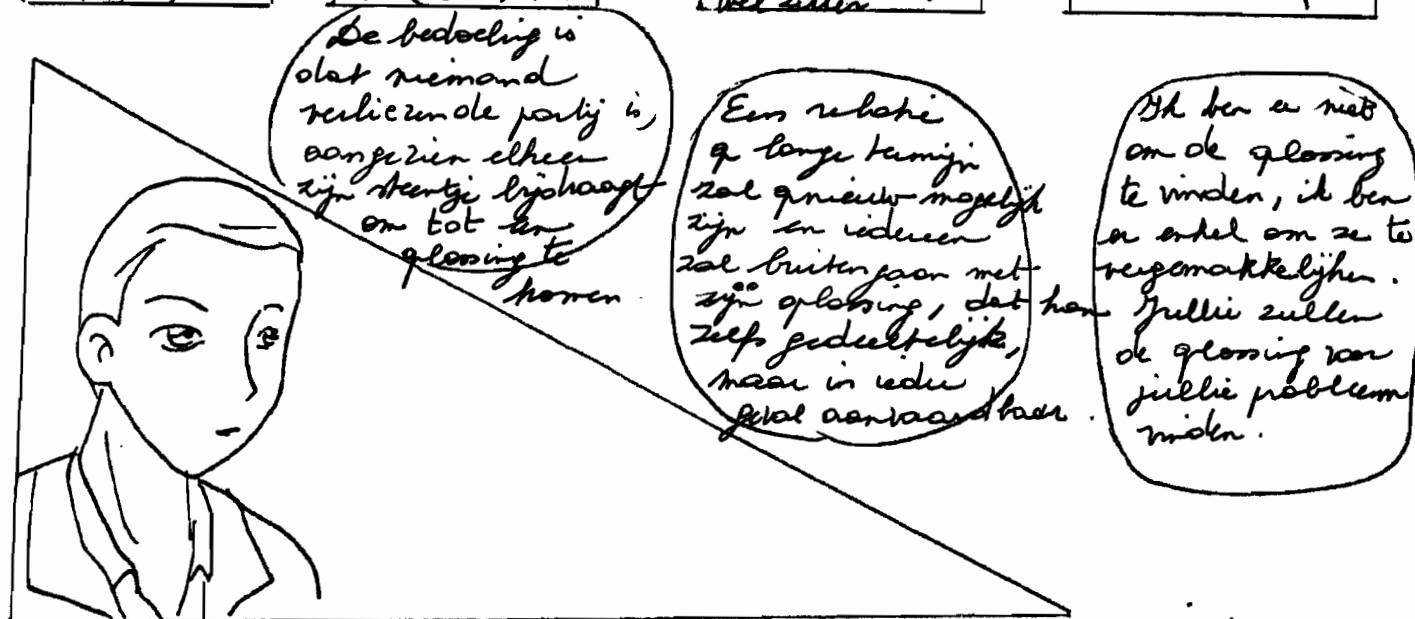 De bedoeling is
dat niemand
verliezende partij is,
aangezien elkeen
zijn steentje bijdraagt
om tot een
oplossing te
komen.
Een relatie
op lange termijn
zal opnieuw mogelijk
zijn en iedereen
zal buitengaan met
zijn oplossing, dat kan
zelfs gedeeltelijk,
maar in ieder
geval aanvaardbaar.
Ik ben er niet
om de oplossing
te vinden, ik ben
er enkel om ze te
vergemakkelijken.
Jullie zullen
de oplossing voor
jullie probleem
vinden.